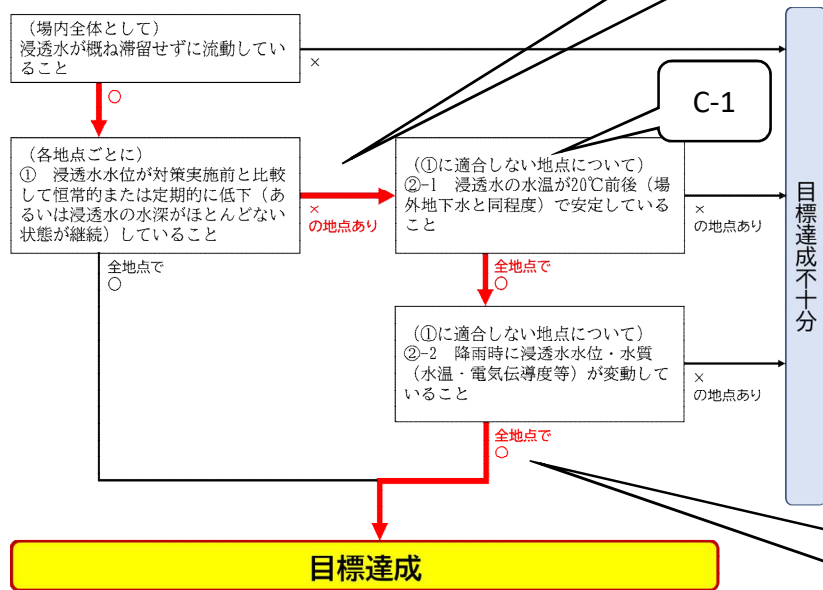 （場内全体として）
浸透水が概ね滞留せずに流動してい
ること
×
○
C-1
（各地点ごとに）
①　浸透水水位が対策実施前と比較
して恒常的または定期的に低下（あ
るいは浸透水の水深がほとんどない
状態が継続）していること
×
の地点あり
（①に適合しない地点について）
②-1　浸透水の水温が20℃前後（場
外地下水と同程度）で安定している
こと
×
の地点あり
全地点で
○
全地点で
○
（①に適合しない地点について）
②-2　降雨時に浸透水水位・水質
（水温・電気伝導度等）が変動して
いること
×
の地点あり
全地点で
○
目標達成不十分
目標達成